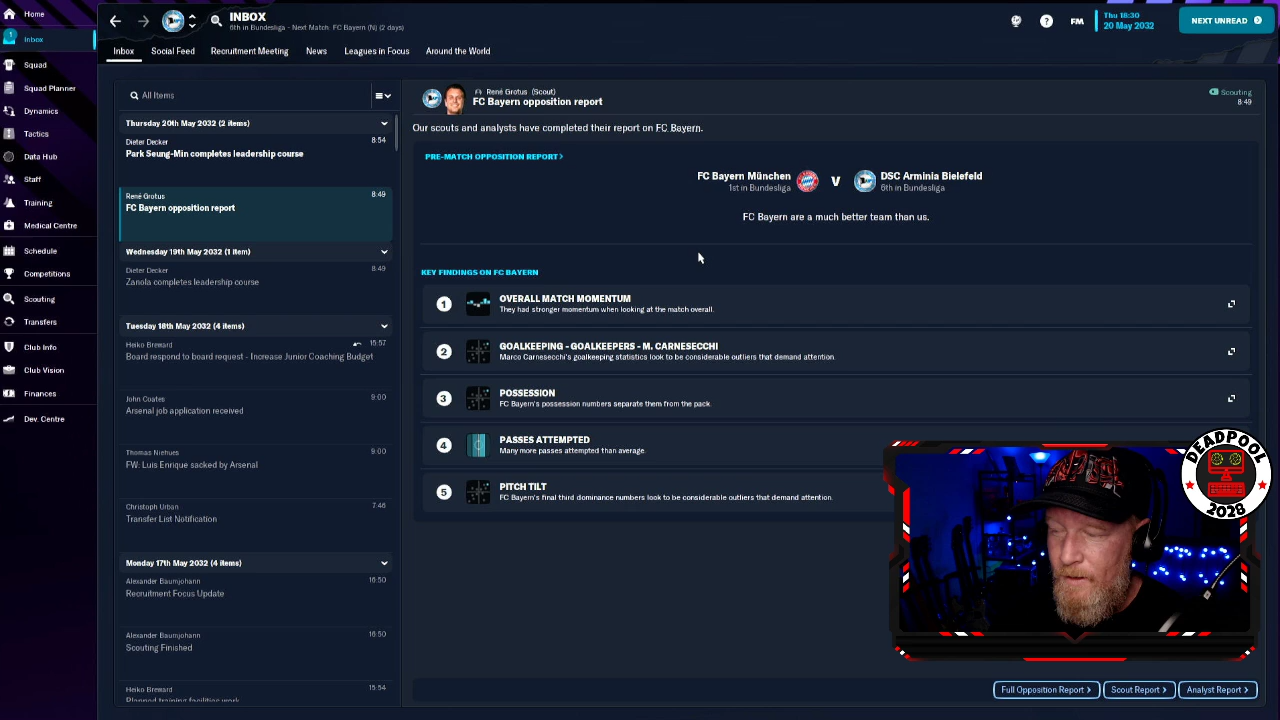 Home
INBOX
6th in Bundesliga - Next Match: FC Bayern (N) (2 days)
FM
Thu 18:30
20 May 2032
NEXT UNREAD
1
Inbox
Squad
Squad Planner
Dynamics
Tactics
Data Hub
Staff
Training
Medical Centre
Schedule
Competitions
Scouting
Transfers
Club Info
Club Vision
Finances
Dev. Centre
Inbox
Social Feed
Recruitment Meeting
News
Leagues in Focus
Around the World
All Items
Thursday 20th May 2032 (2 items)
Dieter Decker
8:54
Park Seung-Min completes leadership course
René Grotus
8:49
FC Bayern opposition report
Wednesday 19th May 2032 (1 item)
Dieter Decker
8:49
Zanola completes leadership course
Tuesday 18th May 2032 (4 items)
Heiko Breward
15:57
Board respond to board request - Increase Junior Coaching Budget
John Coates
9:00
Arsenal job application received
Thomas Niehues
9:00
FW: Luis Enrique sacked by Arsenal
Christoph Urban
7:46
Transfer List Notification
Monday 17th May 2032 (4 items)
Alexander Baumjohann
16:50
Recruitment Focus Update
Alexander Baumjohann
16:50
Scouting Finished
Heiko Breward
15:54
Planned training facilities work
René Grotus (Scout)
FC Bayern opposition report
Scouting
8:49
Our scouts and analysts have completed their report on FC Bayern.
PRE-MATCH OPPOSITION REPORT>
FC Bayern München
1st in Bundesliga
V
DSC Arminia Bielefeld
6th in Bundesliga
FC Bayern are a much better team than us.
KEY FINDINGS ON FC BAYERN
1
OVERALL MATCH MOMENTUM
They had stronger momentum when looking at the match overall.
2
GOALKEEPING - GOALKEEPERS - M. CARNESECCHI
Marco Carnesecchi's goalkeeping statistics look to be considerable outliers that demand attention.
3
POSSESSION
FC Bayern's possession numbers separate them from the pack.
4
PASSES ATTEMPTED
Many more passes attempted than average.
5
PITCH TILT
FC Bayern's final third dominance numbers look to be considerable outliers that demand attention.
DEADPOOL
2028
Full Opposition Report >
Scout Report >
Analyst Report >